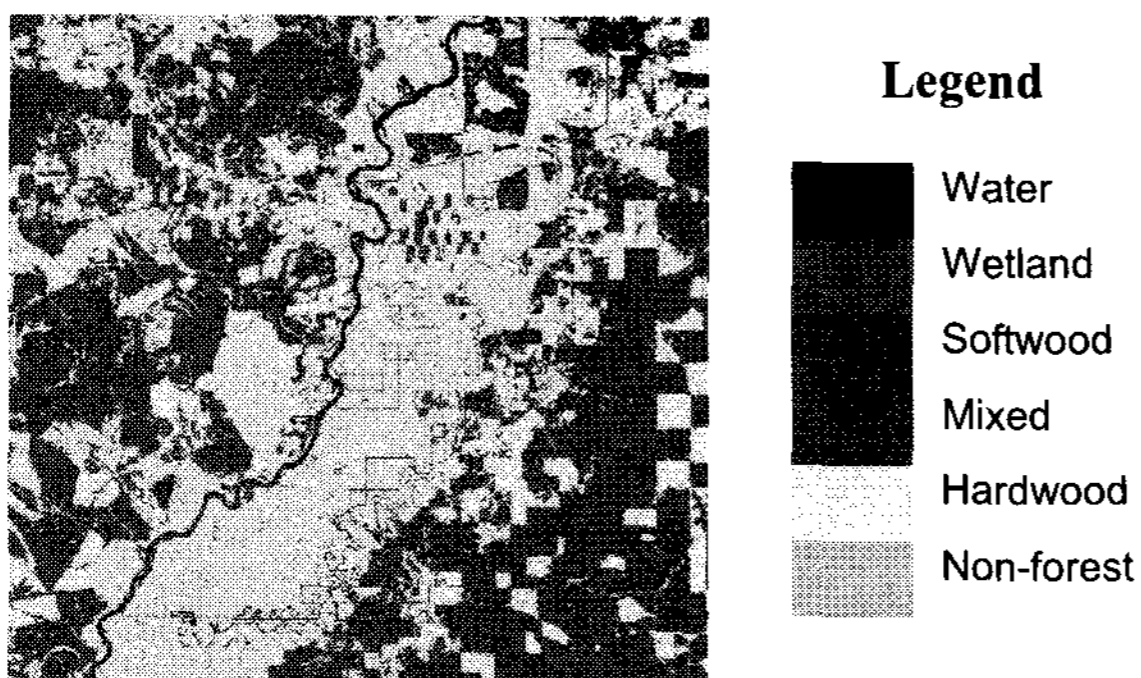 Legend
Water
Wetland
Softwood
Mixed
Hardwood
Non-forest